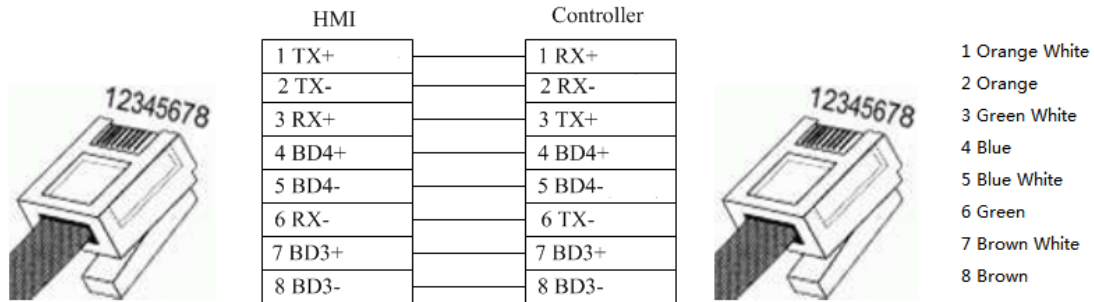 HMI
Controller
1 TX+
1 RX+
2 TX-
2 RX-
3 RX+
3 TX+
4 BD4+
4 BD4+
5 BD4-
5 BD4-
6 RX-
6 TX-
7 BD3+
7 BD3+
8 BD3-
8 BD3-
12345678
12345678
1 Orange White
2 Orange
3 Green White
4 Blue
5 Blue White
6 Green
7 Brown White
8 Brown